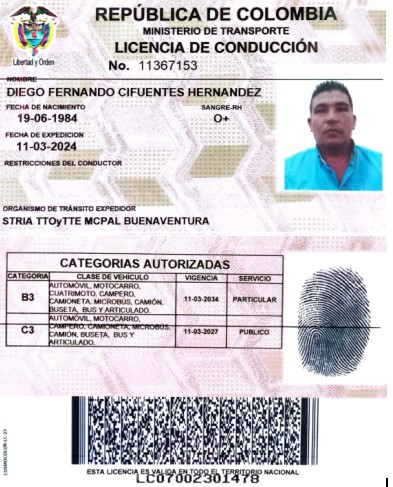 REPÚBLICA DE COLOMBIA
MINISTERIO DE TRANSPORTE
LICENCIA DE CONDUCCIÓN
Libertad y Orden
No. 11367153
NOMBRE
DIEGO FERNANDO CIFUENTES HERNANDEZ
FECHA DE NACIMIENTO SANGRE-RH
19-06-1984 O+
FECHA DE EXPEDICION
11-03-2024
RESTRICCIONES DEL CONDUCTOR
ORGANISMO DE TRÁNSITO EXPEDIDOR
STRIA TTOyTTE MCPAL BUENAVENTURA
CATEGORIAS AUTORIZADAS
CATEGORIA CLASE DE VEHÍCULO VIGENCIA SERVICIO
B3 AUTOMÓVIL, MOTOCARRO, 11-03-2034 PARTICULAR
CUATRIMOTO, CAMPERO,
CAMIONETA, MICROBUS, CAMIÓN,
BUSETA, BUS Y ARTICULADO.
C3 AUTOMÓVIL, MOTOCARRO, 11-03-2027 PUBLICO
CAMPERO, CAMIONETA, MICROBUS,
CAMIÓN, BUSETA, BUS Y
ARTICULADO.
ESTA LICENCIA ES VALIDA EN TODO EL TERRITORIO NACIONAL
LC07002301478